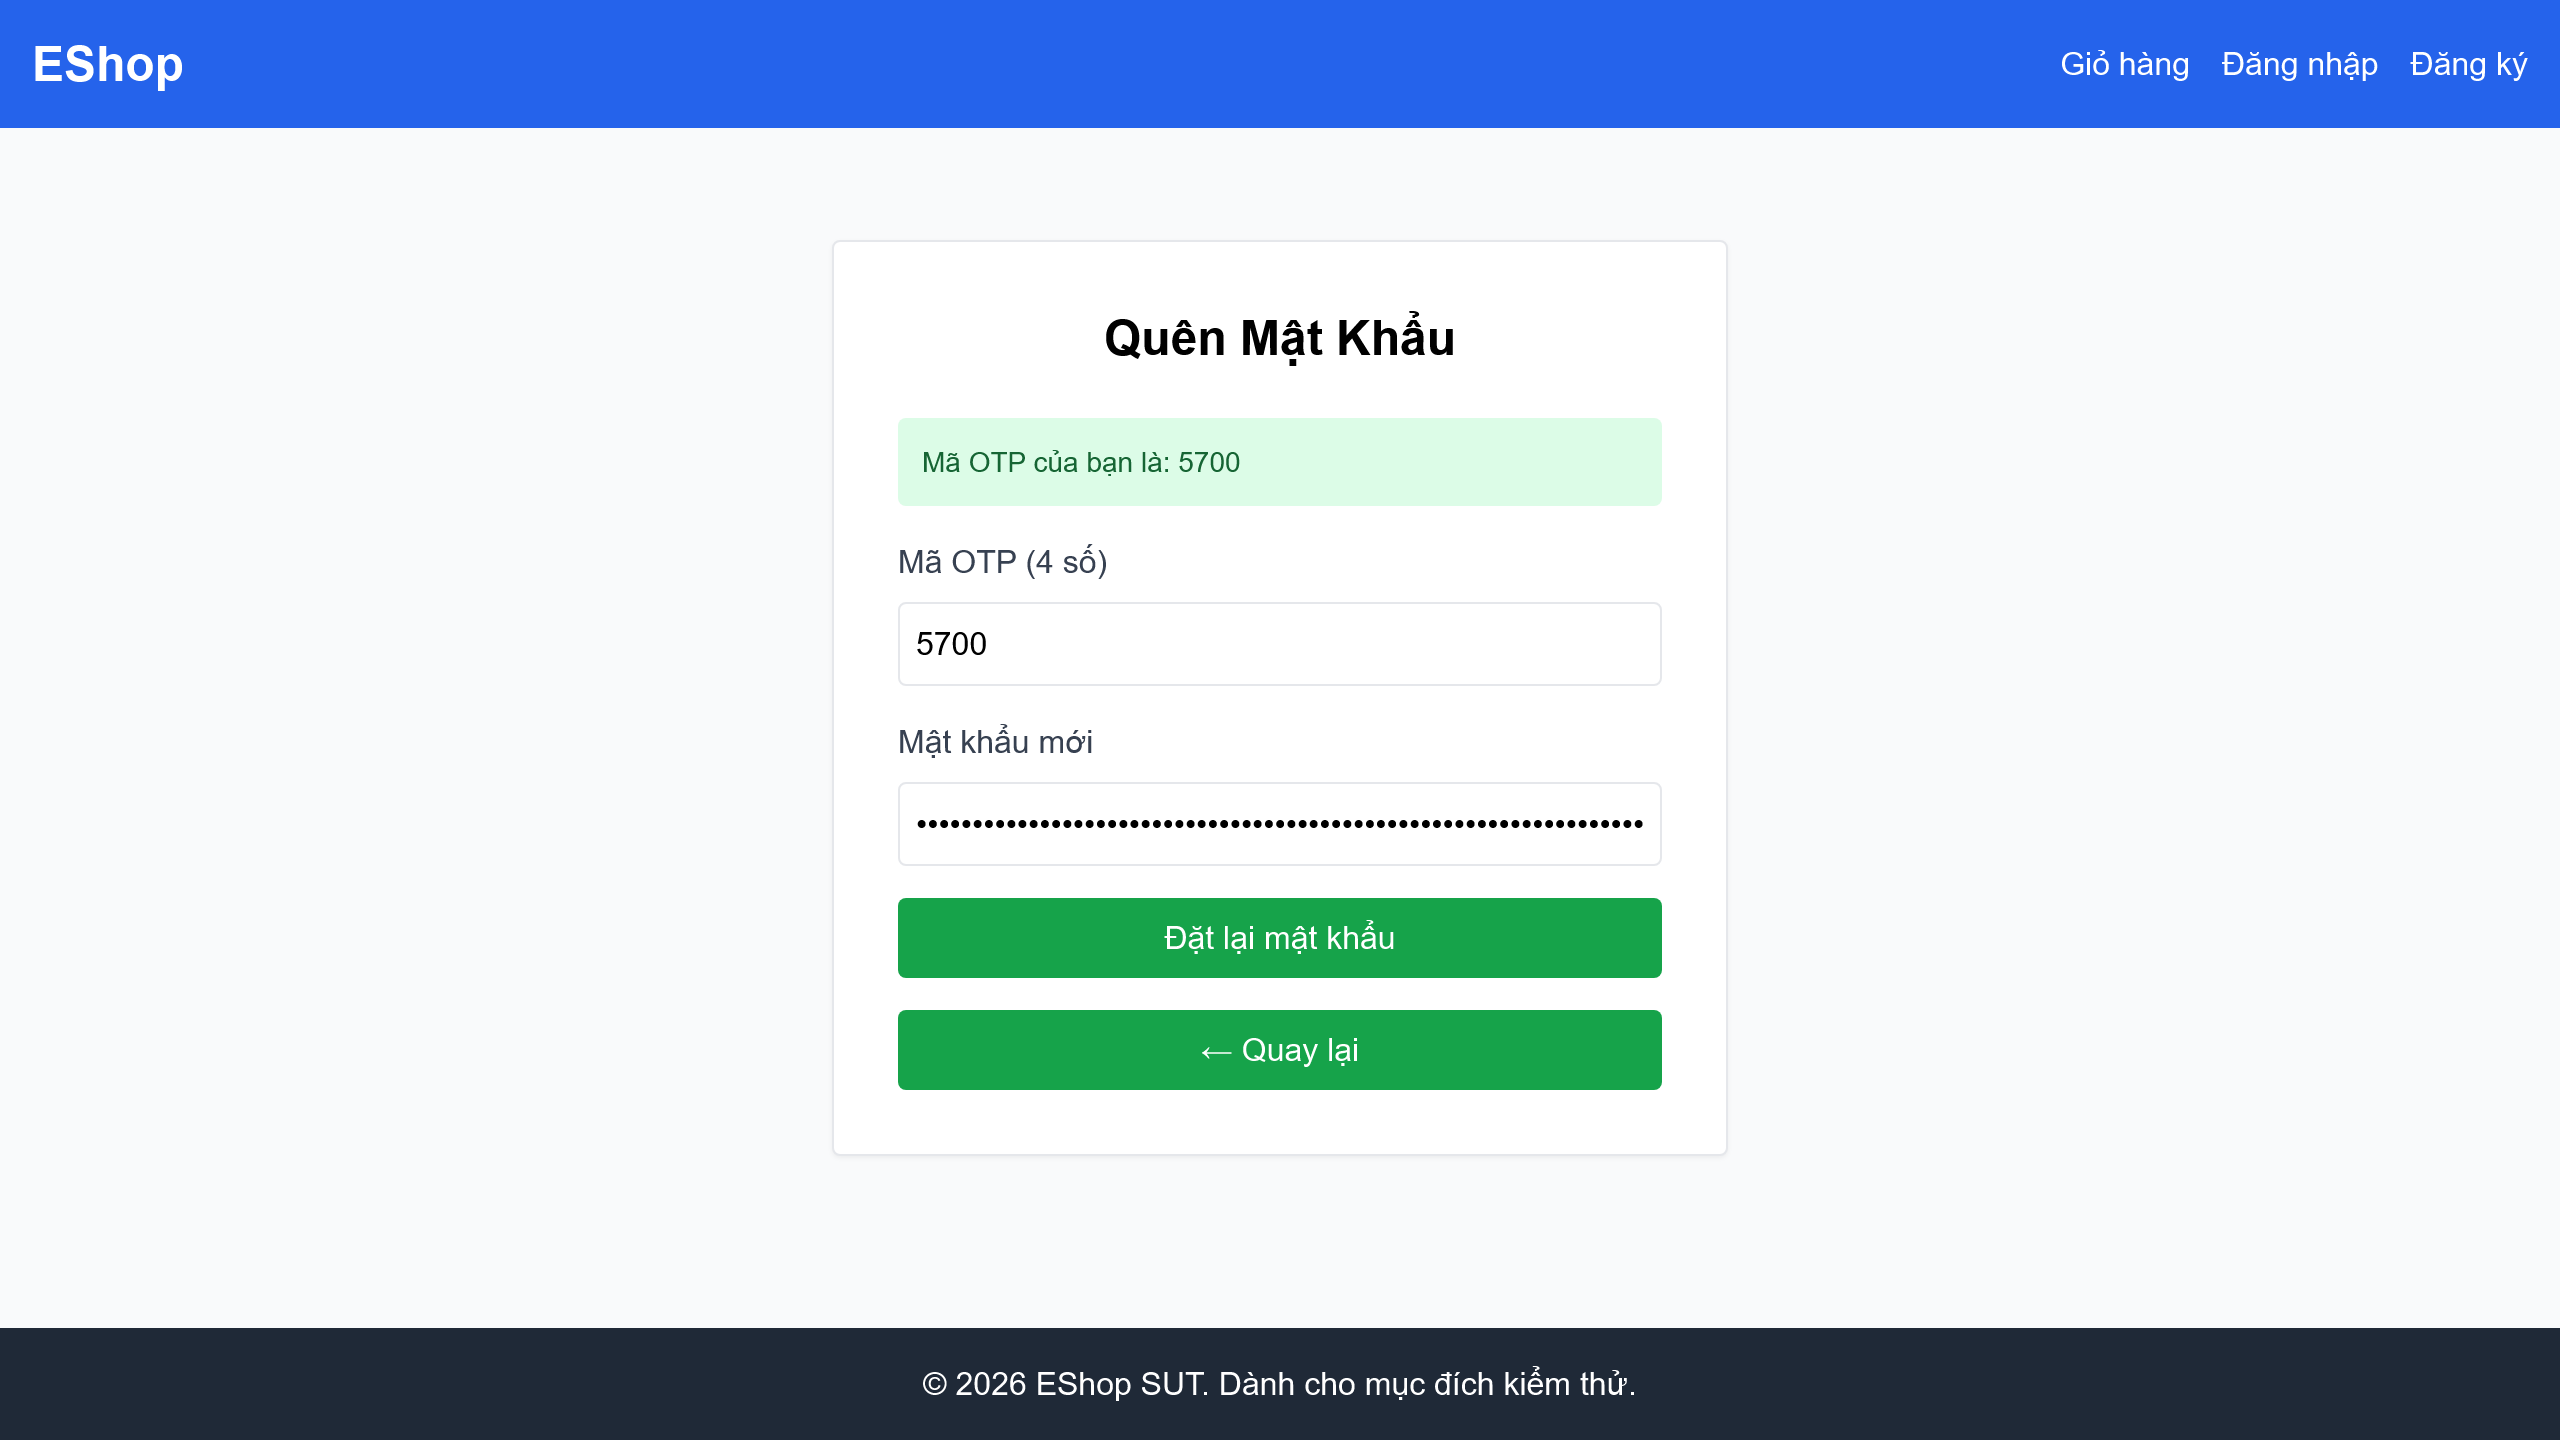 EShop
Giỏ hàng Đăng nhập Đăng ký
Quên Mật Khẩu
Mã OTP của bạn là: 5700
Mã OTP (4 số)
5700
Mật khẩu mới
•••••••••••••••••••••••••••••••••••••••••••••••••••••••••••••••••
Đặt lại mật khẩu
← Quay lại
© 2026 EShop SUT. Dành cho mục đích kiểm thử.